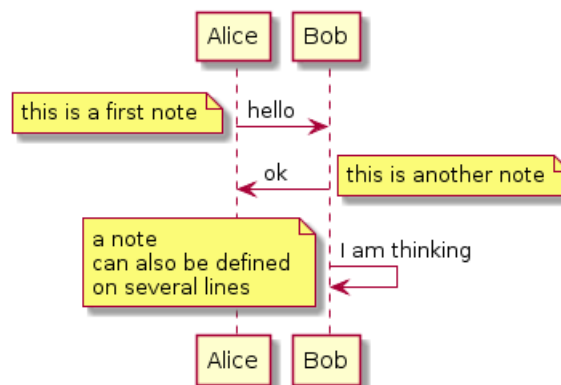 Alice
Bob
this is a first note
hello
ok
this is another note
a note
can also be defined
on several lines
I am thinking
Alice
Bob